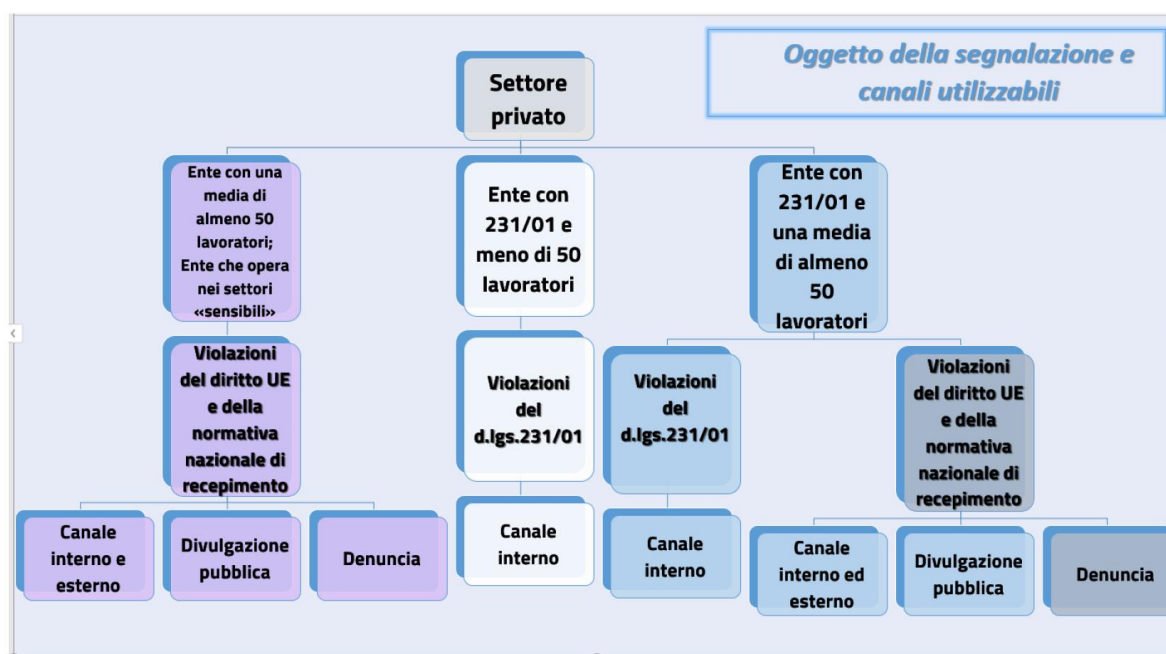 Oggetto della segnalazione e
canali utilizzabili
Settore
privato
Ente con una
media di
almeno 50
lavoratori;
Ente che opera
nei settori
«sensibili»
Ente con
231/01 e
meno di 50
lavoratori
Ente con
231/01 e
una media
di almeno
50
lavoratori
Violazioni
del diritto UE
e della
normativa
nazionale di
recepimento
Violazioni
del
d.lgs.231/01
Violazioni
del
d.lgs.231/01
Violazioni
del diritto UE
e della
normativa
nazionale di
recepimento
Canale
interno e
esterno
Divulgazione
pubblica
Denuncia
Canale
interno
Canale
interno
Canale
interno ed
esterno
Divulgazione
pubblica
Denuncia